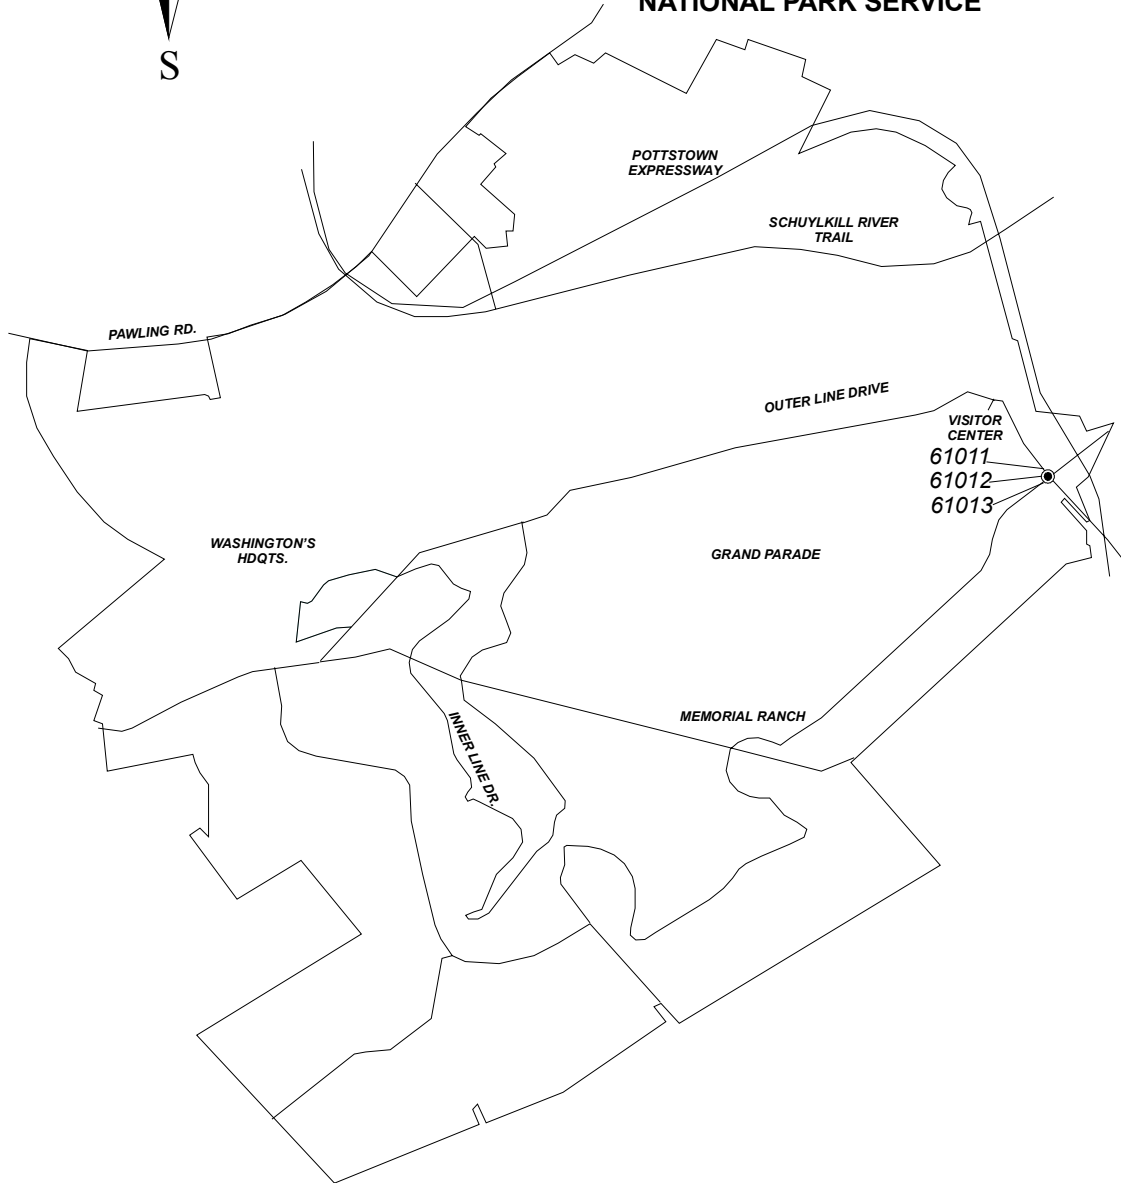 NATIONAL PARK SERVICE
S
POTTSTOWN
EXPRESSWAY
SCHUYLKILL RIVER
TRAIL
PAWLING RD.
OUTER LINE DRIVE
VISITOR
CENTER
61011
61012
61013
WASHINGTON'S
HDQTS.
GRAND PARADE
MEMORIAL RANCH
INNER LINE DR.